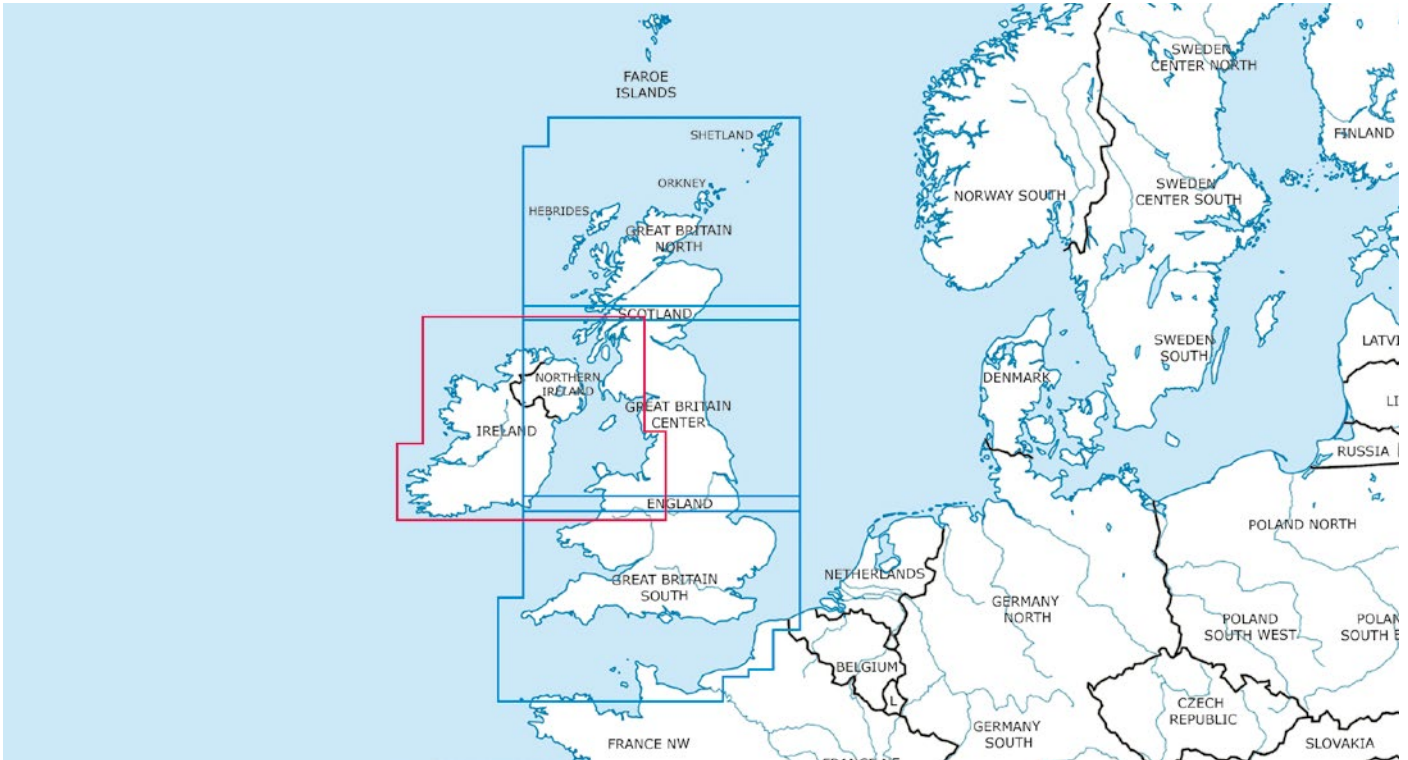 FAROE
ISLANDS
SHETLAND
ORKNEY
HEBRIDES
GREAT BRITAIN
NORTH
SCOTLAND
NORTHERN
IRELAND
GREAT BRITAIN
CENTER
IRELAND
ENGLAND
GREAT BRITAIN
SOUTH
SWEDEN
CENTER NORTH
FINLAND
NORWAY SOUTH
SWEDEN
CENTER SOUTH
SWEDEN
SOUTH
DENMARK
LATVI
LI
RUSSIA
POLAND NORTH
NETHERLANDS
GERMANY
NORTH
POLAND
SOUTH WEST
POLAN
SOUTH E
BELGIUM
L
CZECH
REPUBLIC
GERMANY
SOUTH
SLOVAKIA
FRANCE NW